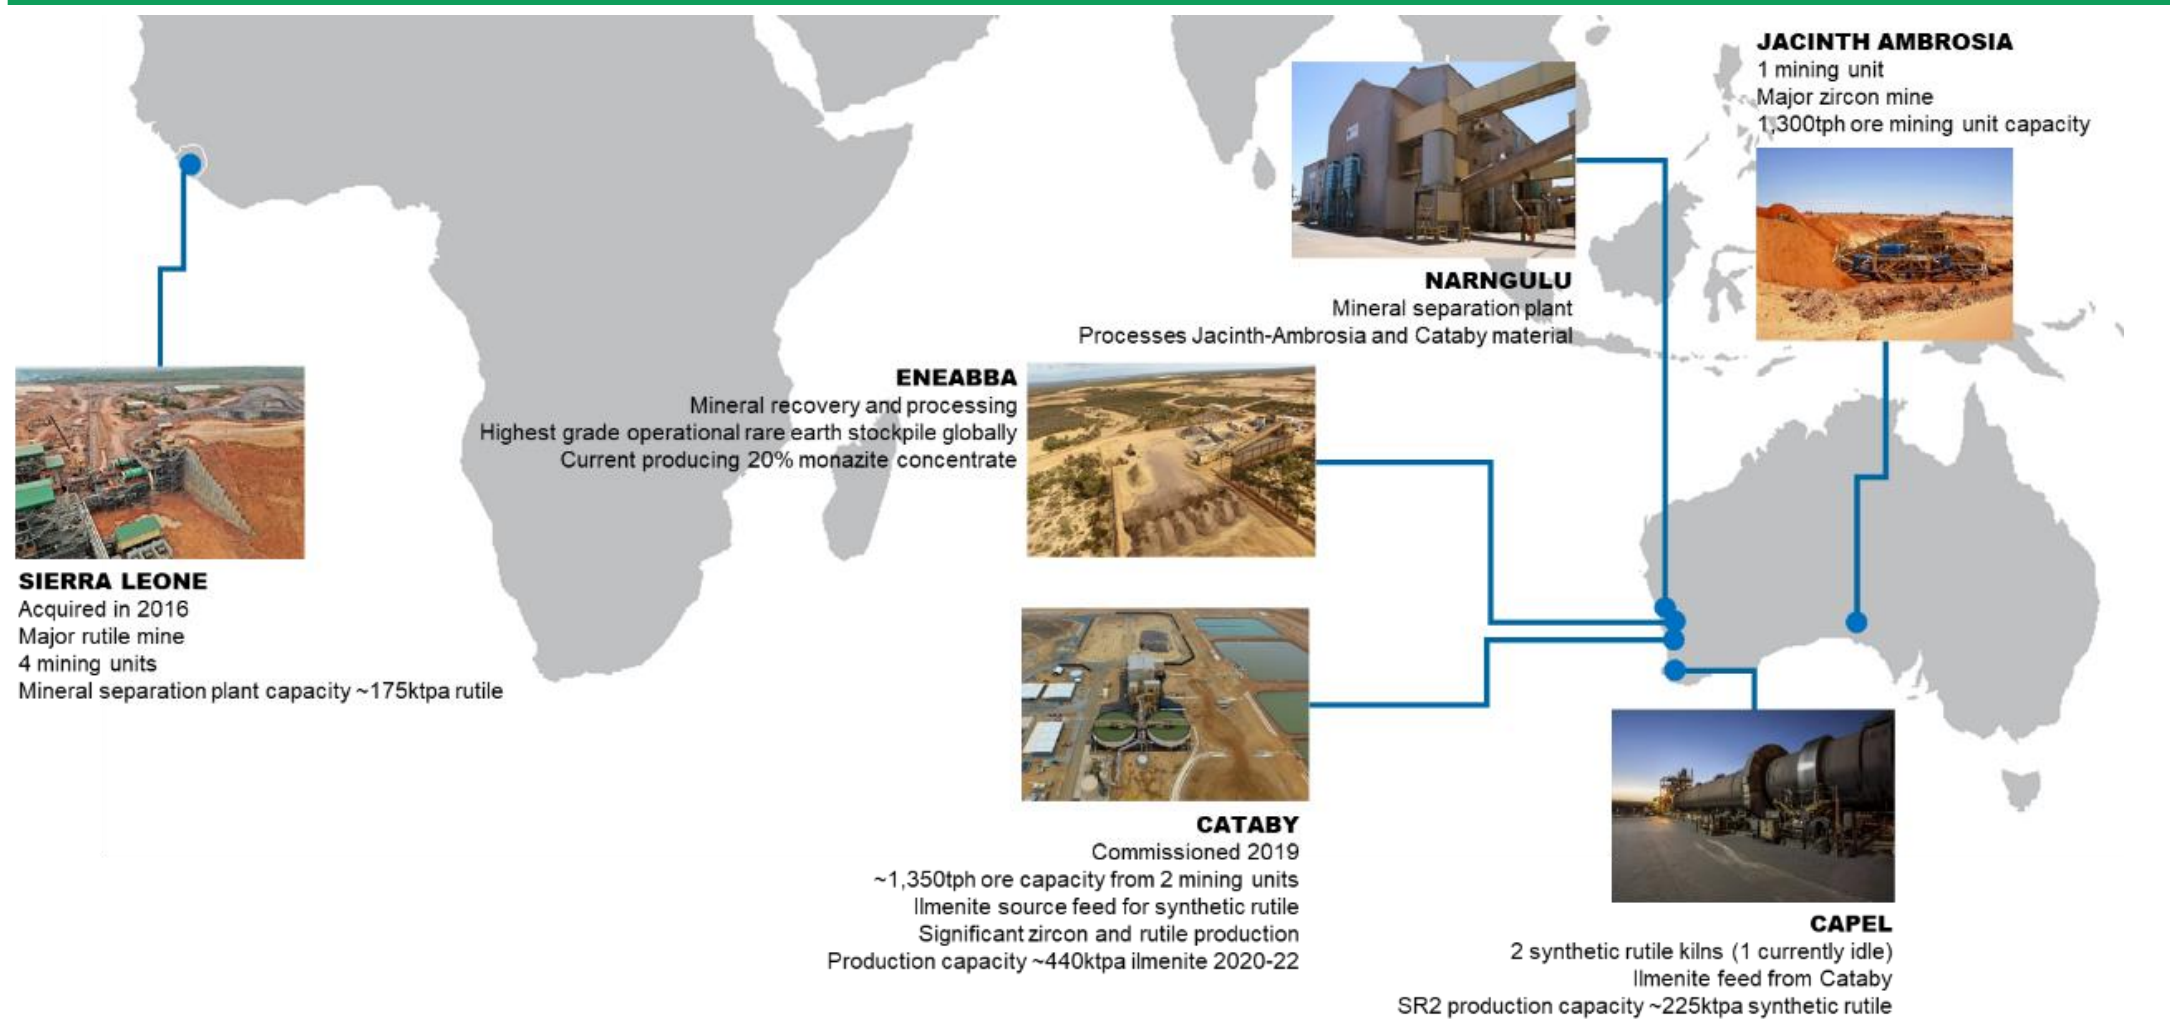 JACINTH AMBROSIA
1 mining unit
Major zircon mine
1,300tph ore mining unit capacity
NARNGULU
Mineral separation plant
Processes Jacinth-Ambrosia and Cataby material
ENEABBA
Mineral recovery and processing
Highest grade operational rare earth stockpile globally
Current producing 20% monazite concentrate
SIERRA LEONE
Acquired in 2016
Major rutile mine
4 mining units
Mineral separation plant capacity ~175ktpa rutile
CATABY
Commissioned 2019
~1,350tph ore capacity from 2 mining units
Ilmenite source feed for synthetic rutile
Significant zircon and rutile production
Production capacity ~440ktpa ilmenite 2020-22
CAPEL
2 synthetic rutile kilns (1 currently idle)
Ilmenite feed from Cataby
SR2 production capacity ~225ktpa synthetic rutile